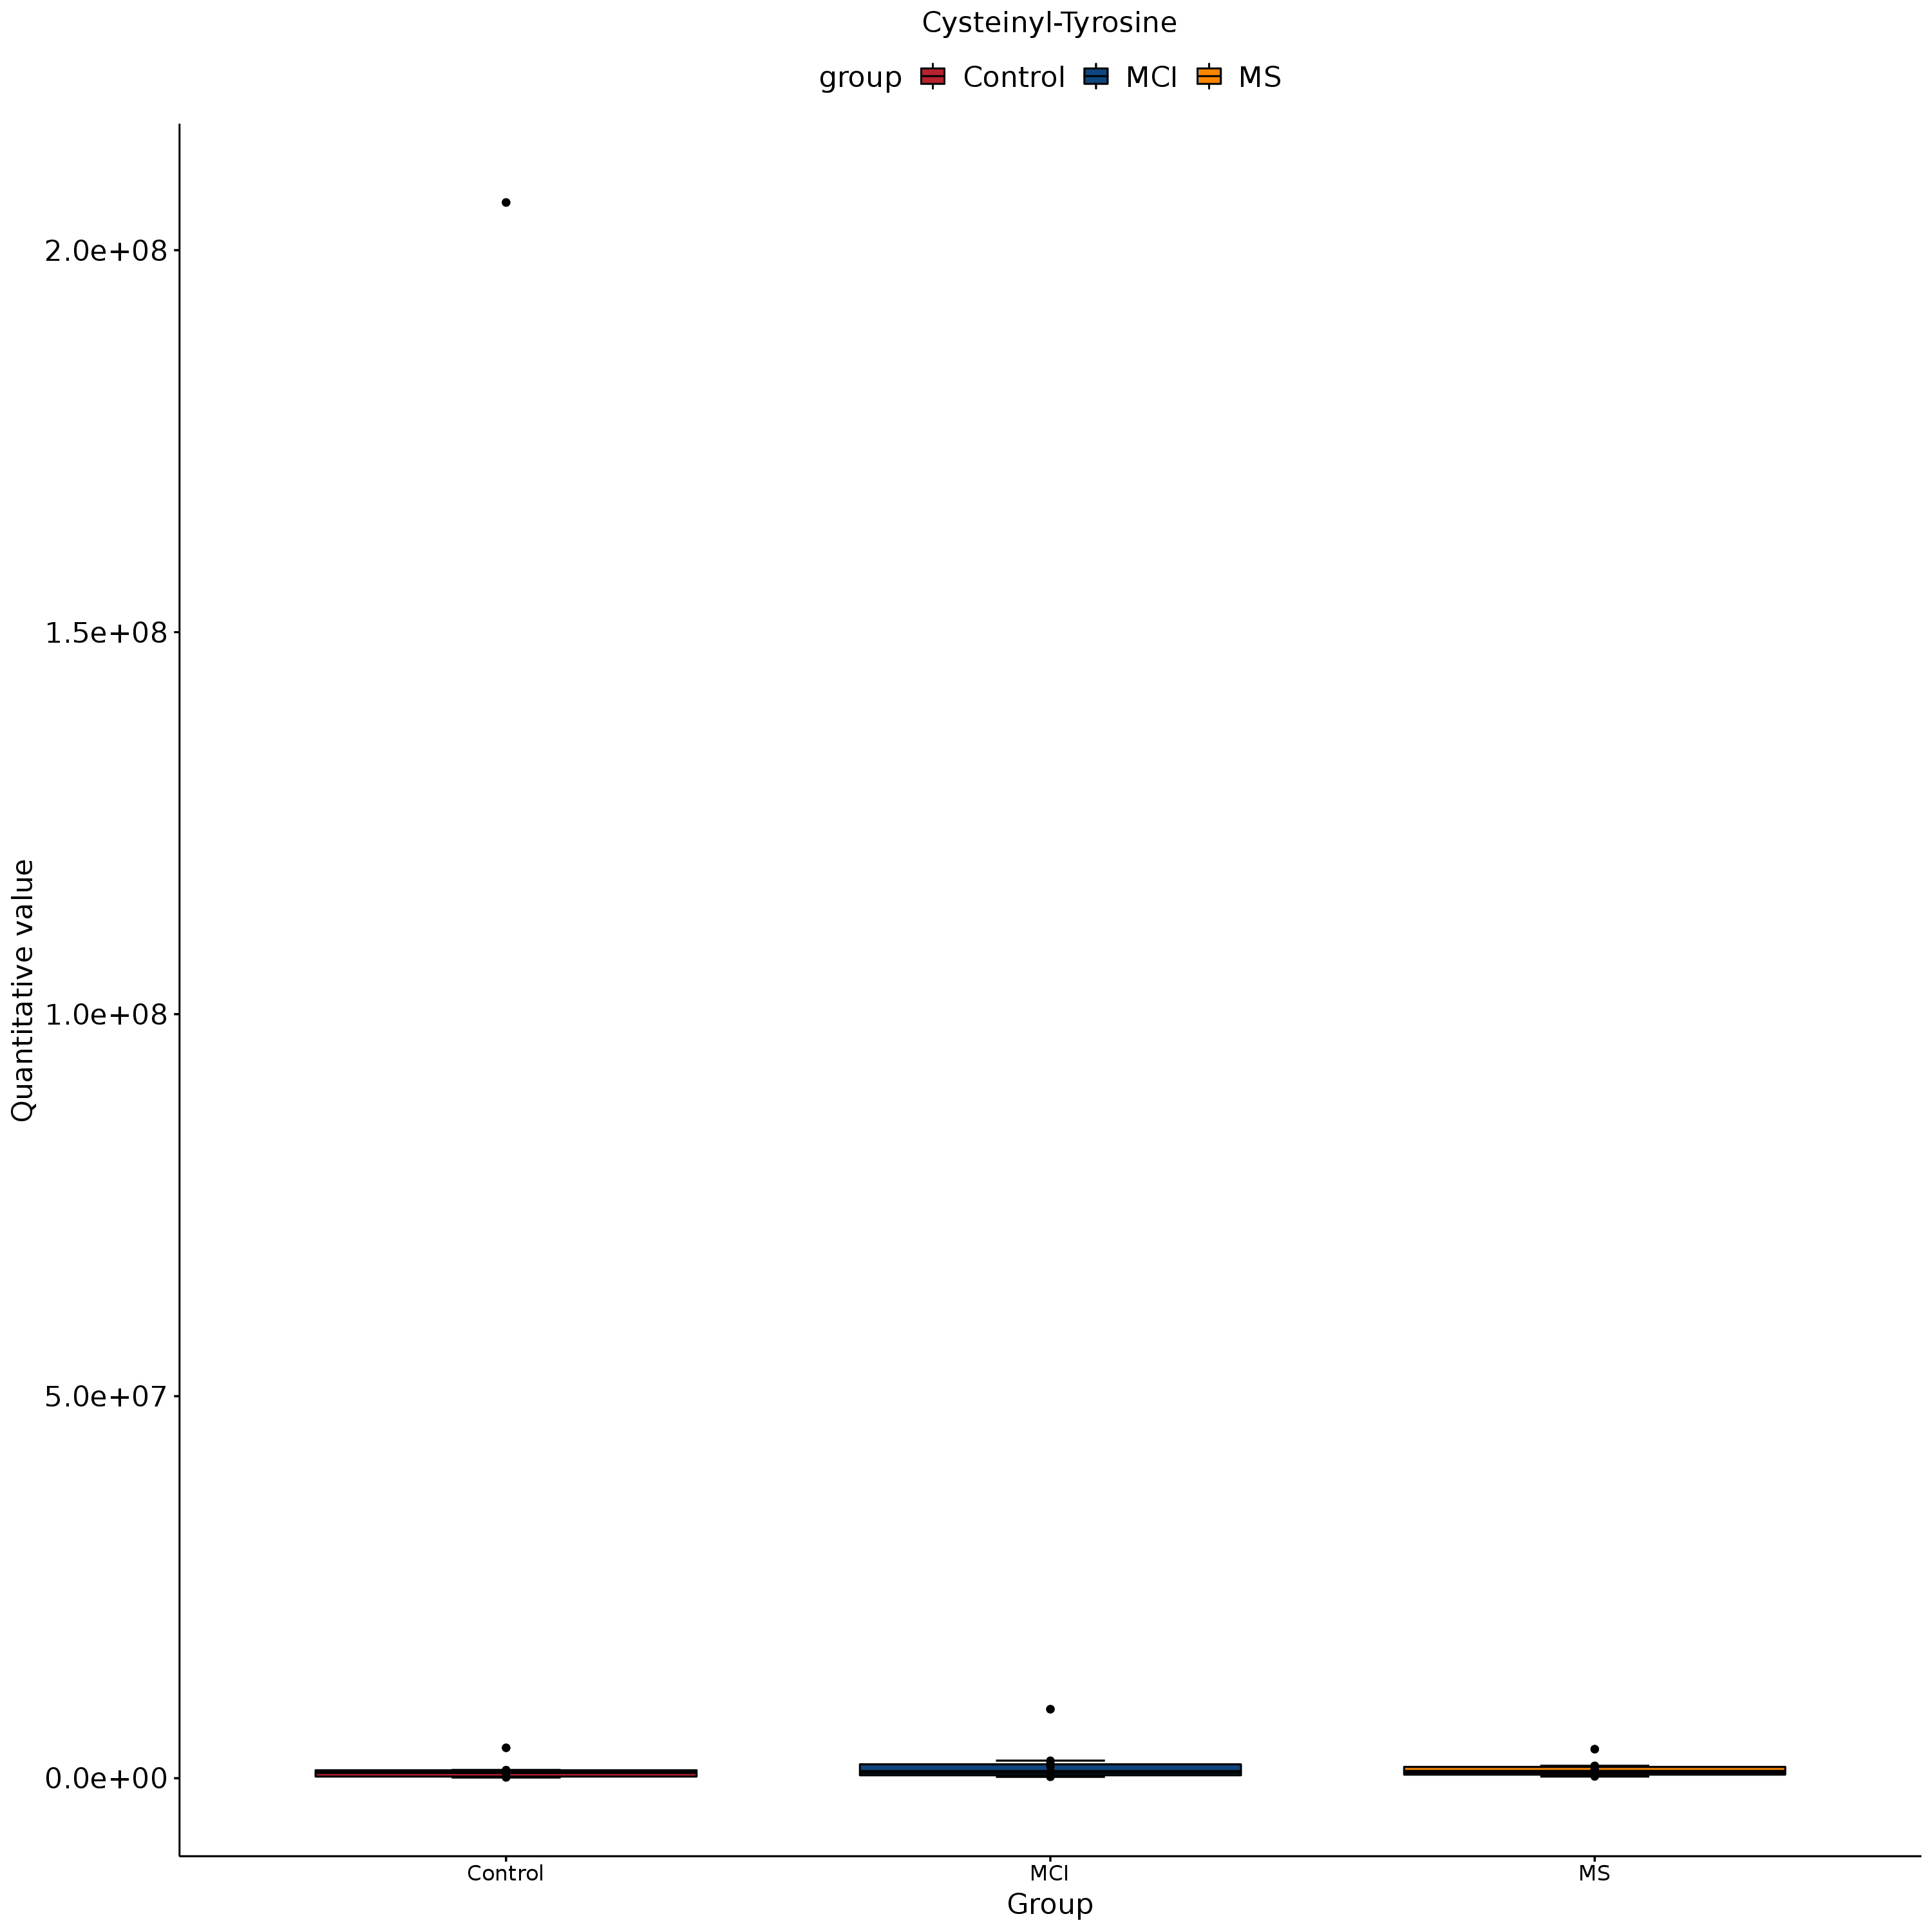 Cysteinyl-Tyrosine
group Control MCI MS
Quantitative value
2.0e+08
1.5e+08
1.0e+08
5.0e+07
0.0e+00
Control MCI MS
Group